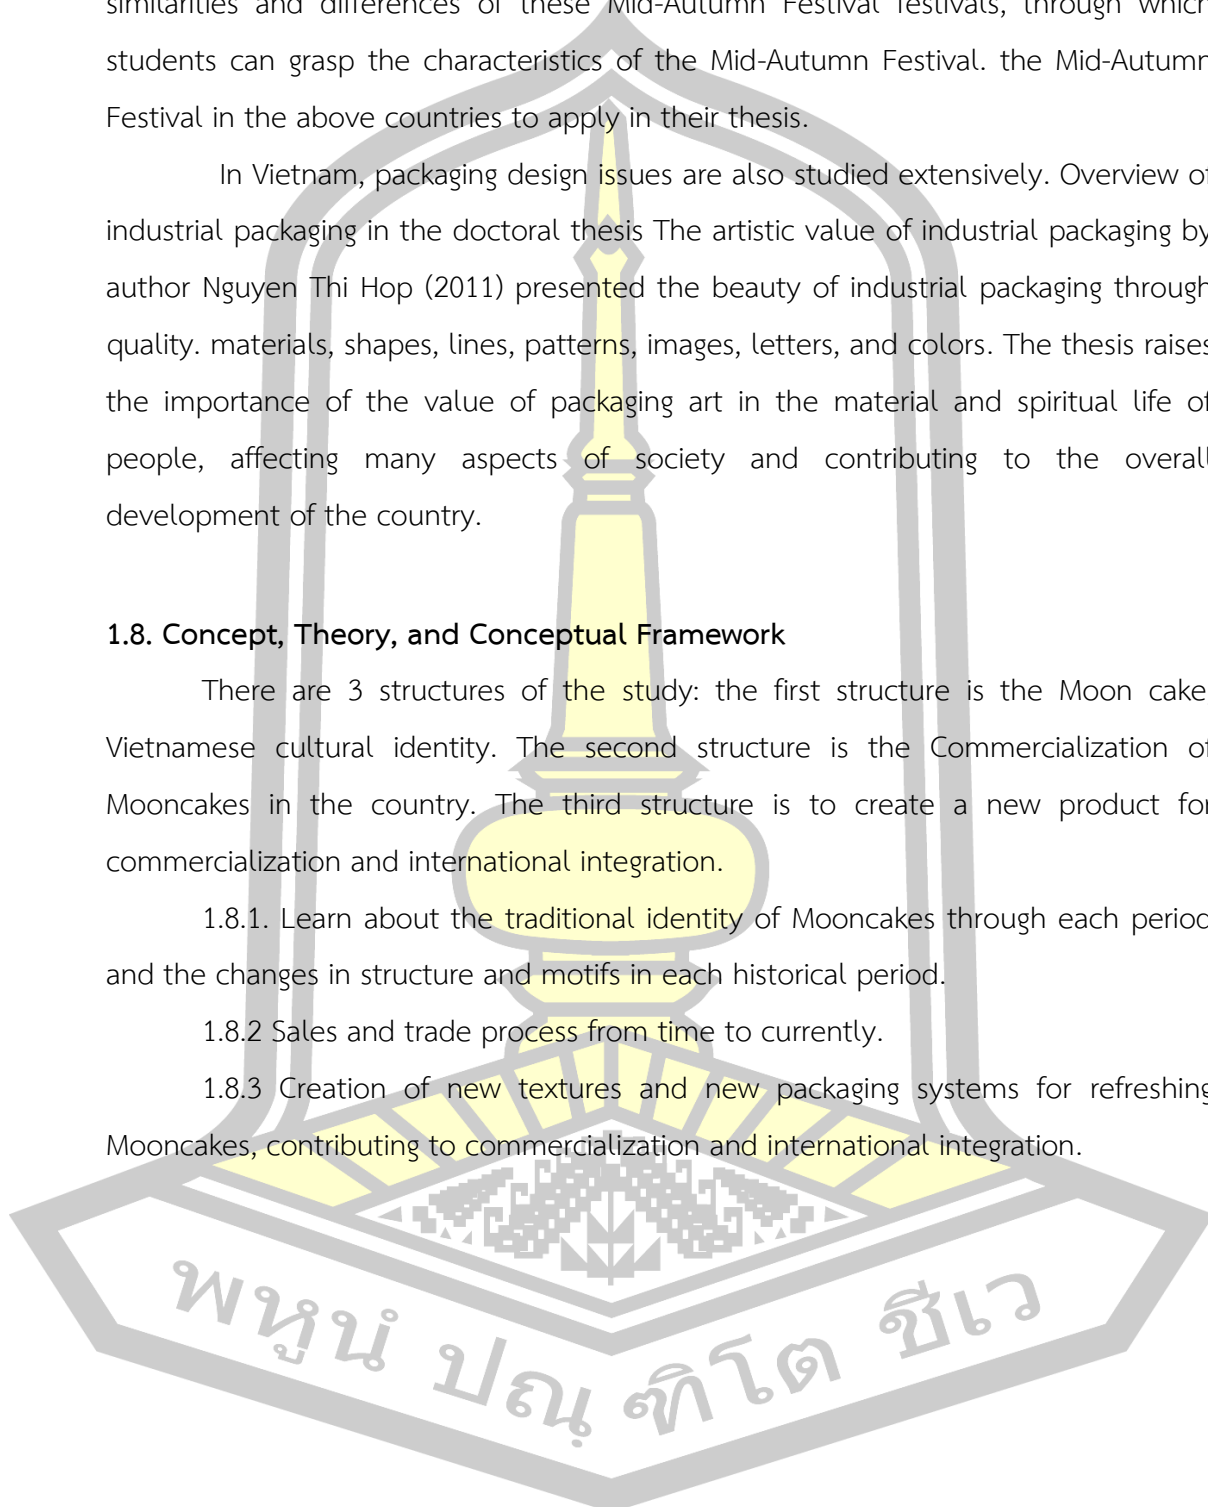 similarities and differences of these Mid-Autumn Festival festivals, through which
students can grasp the characteristics of the Mid-Autumn Festival. the Mid-Autumn
Festival in the above countries to apply in their thesis.
In Vietnam, packaging design issues are also studied extensively. Overview of
industrial packaging in the doctoral thesis The artistic value of industrial packaging by
author Nguyen Thi Hop (2011) presented the beauty of industrial packaging through
quality. materials, shapes, lines, patterns, images, letters, and colors. The thesis raises
the importance of the value of packaging art in the material and spiritual life of
people, affecting many aspects of society and contributing to the overall
development of the country.
1.8. Concept, Theory, and Conceptual Framework
There are 3 structures of the study: the first structure is the Moon cake
Vietnamese cultural identity. The second structure is the Commercialization of
Mooncakes in the country. The third structure is to create a new product for
commercialization and international integration.
1.8.1. Learn about the traditional identity of Mooncakes through each period
and the changes in structure and motifs in each historical period.
1.8.2 Sales and trade process from time to currently.
1.8.3 Creation of new textures and new packaging systems for refreshing
Mooncakes, contributing to commercialization and international integration.
พหูนํ ปณฺฑิโต ชีเว